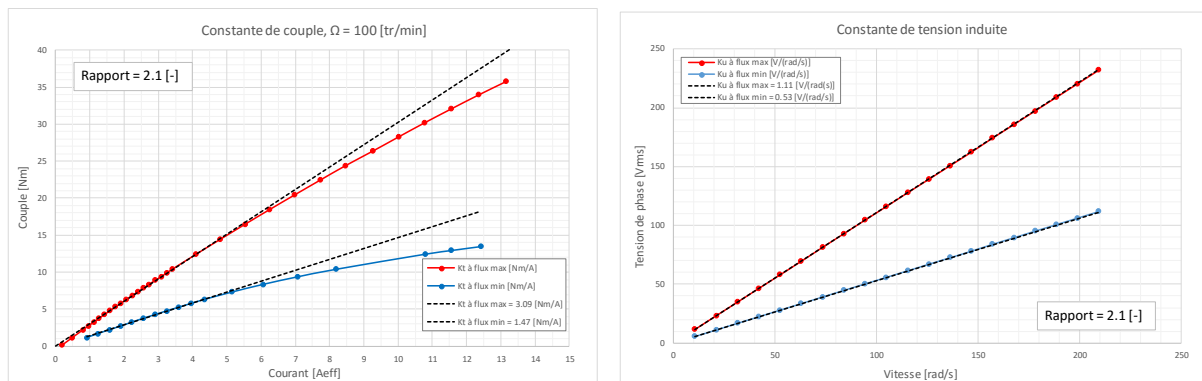 Constante de couple, Ω = 100 [tr/min]
40
35
30
25
20
15
10
5
0
Couple [Nm]
Rapport = 2.1 [-]
Kt à flux max [Nm/A]
Kt à flux min [Nm/A]
Kt à flux max = 3.09 [Nm/A]
Kt à flux min = 1.47 [Nm/A]
0 1 2 3 4 5 6 7 8 9 10 11 12 13 14 15
Courant [Aeff]
Constante de tension induite
250
200
150
100
50
0
Tension de phase [Vrms]
Ku à flux max [V/(rad/s)]
Ku à flux min [V/(rad/s)]
Ku à flux max = 1.11 [V/(rad(s)]
Ku à flux min = 0.53 [V/(rad/s)]
Rapport = 2.1 [-]
0 50 100 150 200 250
Vitesse [rad/s]